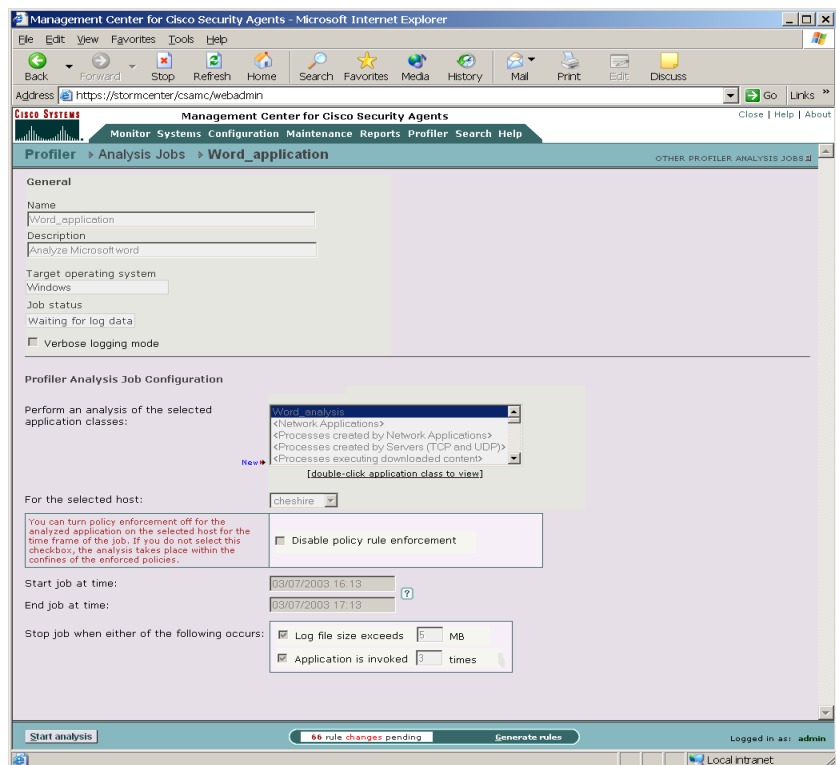 Management Center for Cisco Security Agents - Microsoft Internet Explorer
File Edit View Favorites Tools Help
Back Forward Stop Refresh Home Search Favorites Media History Mail Print Edit Discuss
Address https://stormcenter/csamc/webadmin Go Links »
CISCO SYSTEMS Management Center for Cisco Security Agents Close | Help | About
Monitor Systems Configuration Maintenance Reports Profiler Search Help
Profiler Analysis Jobs Word_application OTHER PROFILER ANALYSIS JOBS
General
Name
Word_application
Description
Analyze Microsoft word
Target operating system
Windows
Job status
Waiting for log data
Verbose logging mode
Profiler Analysis Job Configuration
Perform an analysis of the selected
application classes:
Word_analysis
<Network Applications>
<Processes created by Network Applications>
<Processes created by Servers (TCP and UDP)>
<Processes executing downloaded content>
New
[double-click application class to view]
For the selected host: cheshire
You can turn policy enforcement off for the
analyzed application on the selected host for the
time frame of the job. If you do not select this
checkbox, the analysis takes place within the
confines of the enforced policies.
Disable policy rule enforcement
Start job at time: 03/07/2003 16:13
?
End job at time: 03/07/2003 17:13
Stop job when either of the following occurs: Log file size exceeds 5 MB
Application is invoked 3 times
Start analysis 66 rule changes pending Generate rules Logged in as: admin
Local intranet